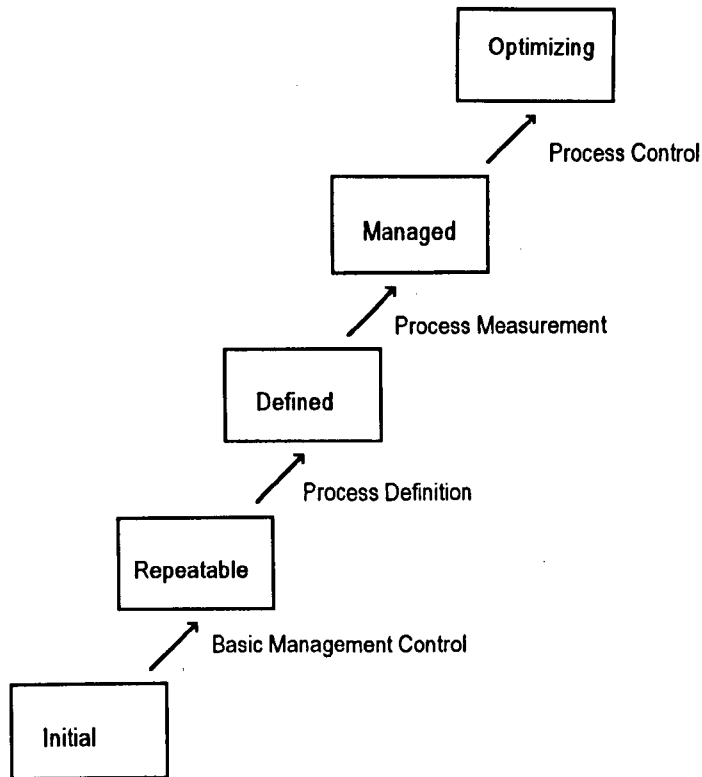 Optimizing
Process Control
Managed
Process Measurement
Defined
Process Definition
Repeatable
Basic Management Control
Initial